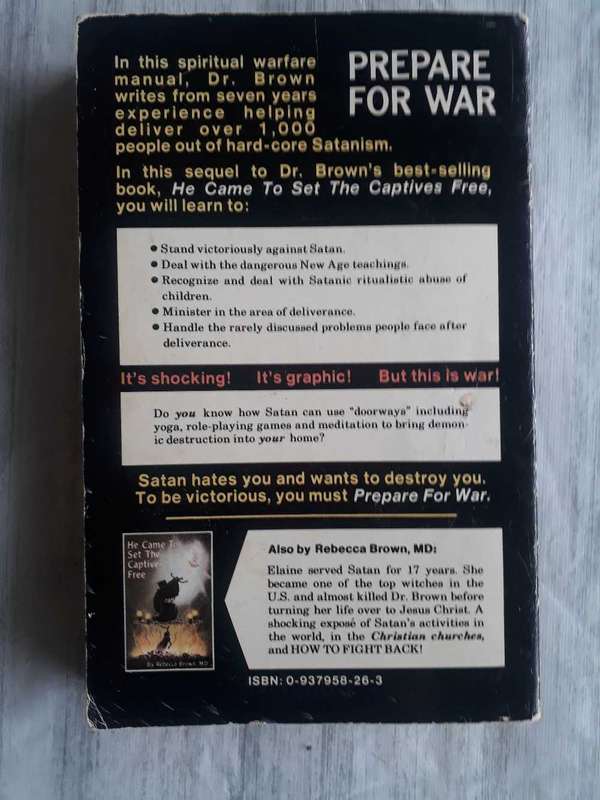 In this spiritual warfare
manual, Dr. Brown
writes from seven years
experience helping
deliver over 1,000
people out of hard-core Satanism.
PREPARE
FOR WAR
In this sequel to Dr. Brown's best-selling
book, He Came To Set The Captives Free,
you will learn to:
• Stand victoriously against Satan.
• Deal with the dangerous New Age teachings.
• Recognize and deal with Satanic ritualistic abuse of
children.
• Minister in the area of deliverance.
• Handle the rarely discussed problems people face after
deliverance.
It's shocking! It's graphic! But this is war!
Do you know how Satan can use "doorways" including
yoga, role-playing games and meditation to bring demon-
ic destruction into your home?
Satan hates you and wants to destroy you.
To be victorious, you must Prepare For War.
He Came To
Set The
Captives
Free
By Rebecca Brown, M.D.
Also by Rebecca Brown, MD:
Elaine served Satan for 17 years. She
became one of the top witches in the
U.S. and almost killed Dr. Brown before
turning her life over to Jesus Christ. A
shocking exposé of Satan's activities in
the world, in the Christian churches,
and HOW TO FIGHT BACK!
ISBN: 0-937958-26-3